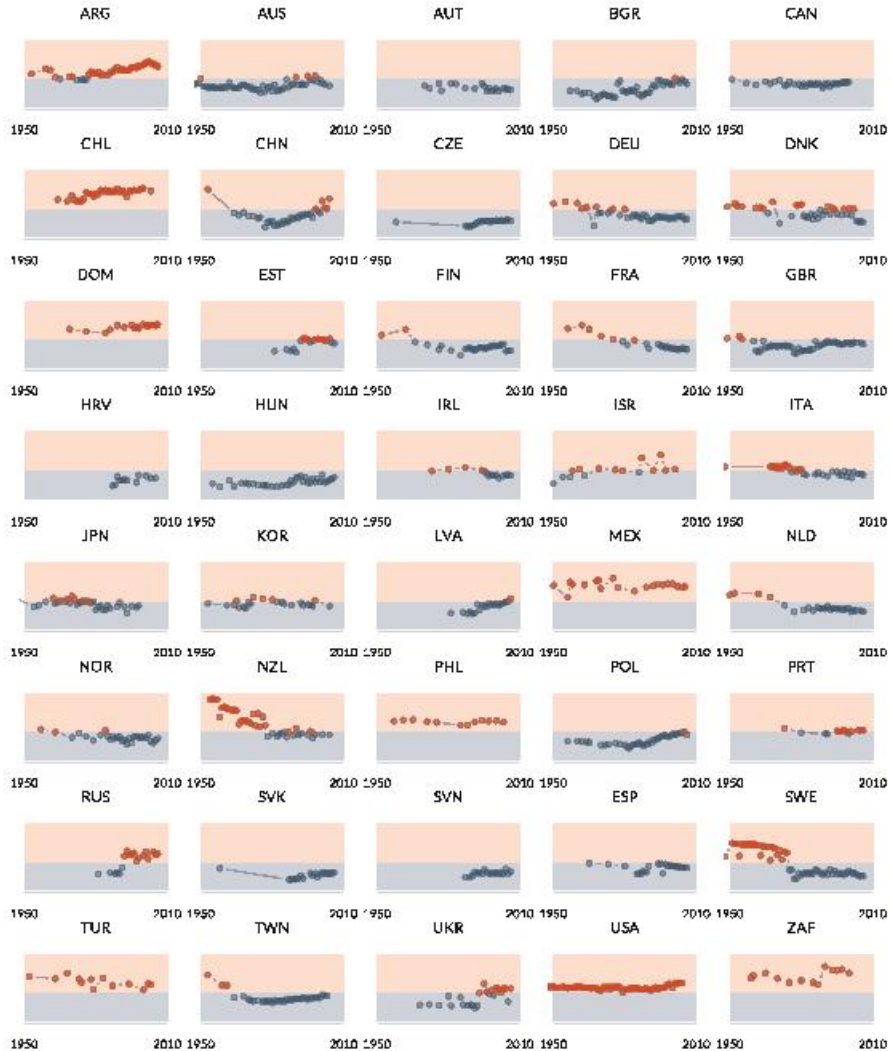 ARG AUS AUT BGR CAN
1950 2010 1950 2010 1950 2010 1950 2010 1950 2010
CHL CHN CZE DEU DNK
1950 2010 1950 2010 1950 2010 1950 2010 1950 2010
DOM EST FIN FRA GBR
1950 2010 1950 2010 1950 2010 1950 2010 1950 2010
HRV HUN IRL ISR ITA
1950 2010 1950 2010 1950 2010 1950 2010 1950 2010
JPN KOR LVA MEX NLD
1950 2010 1950 2010 1950 2010 1950 2010 1950 2010
NOR NZL PHL POL PRT
1950 2010 1950 2010 1950 2010 1950 2010 1950 2010
RUS SVK SVN ESP SWE
1950 2010 1950 2010 1950 2010 1950 2010 1950 2010
TUR TWN UKR USA ZAF
1950 2010 1950 2010 1950 2010 1950 2010 1950 2010